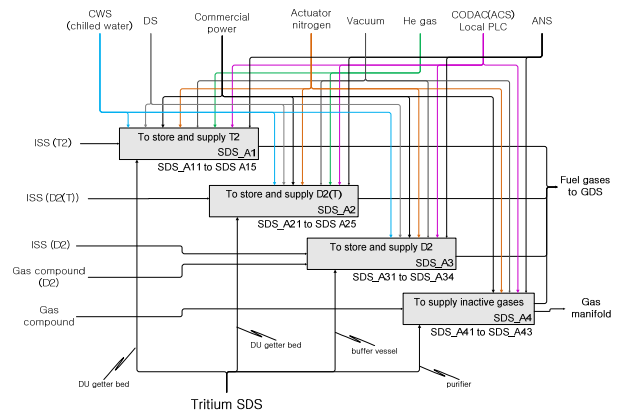 CWS
(chilled water)
DS
Commercial
power
Actuator
nitrogen
Vacuum
He gas
CODAC(ACS)
Local PLC
ANS
ISS (T2)
To store and supply T2
SDS_A1
SDS_A11 to SDS A15
ISS (D2(T))
To store and supply D2(T)
SDS_A2
SDS_A21 to SDS A25
Fuel gases
to GDS
ISS (D2)
To store and supply D2
SDS_A3
SDS_A31 to SDS_A34
Gas compound
(D2)
Gas
compound
To supply inactive gases
SDS_A4
SDS_A41 to SDS_A43
Gas
manifold
DU getter bed
DU getter bed
buffer vessel
purifier
Tritium SDS